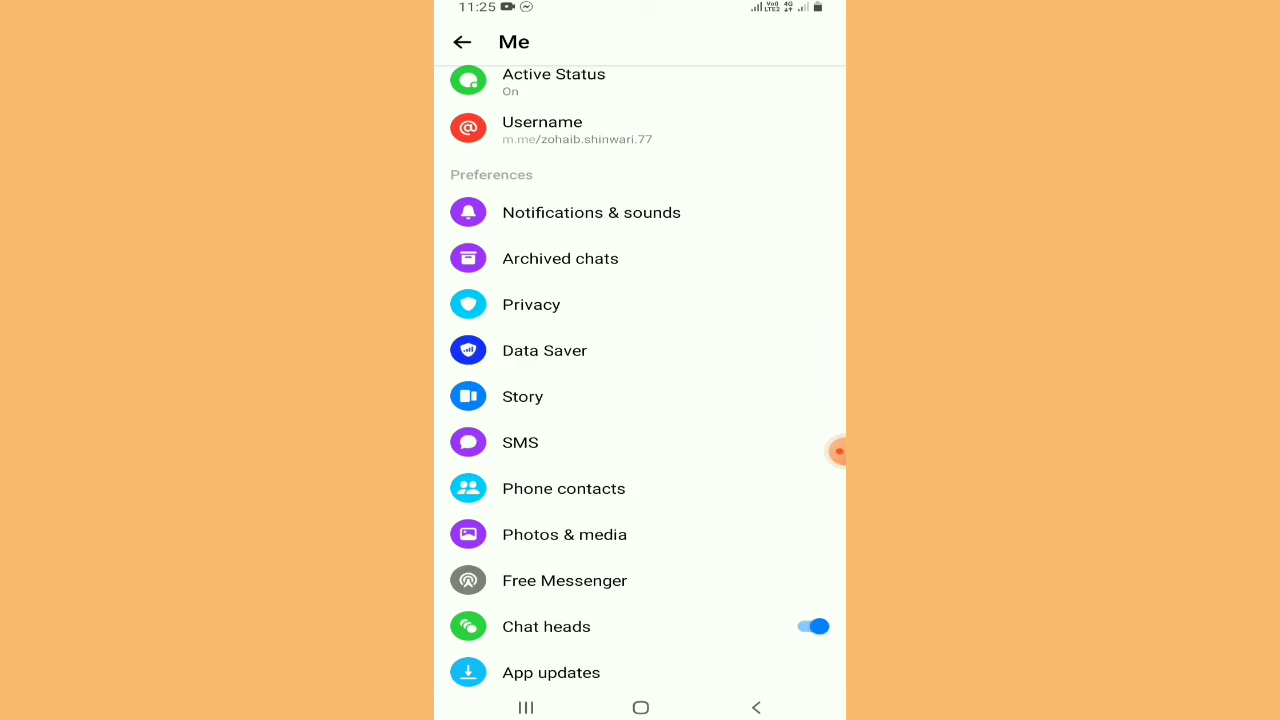 11:25
Me
Active Status
On
Username
m.me/zohaib.shinwari.77
Preferences
Notifications & sounds
Archived chats
Privacy
Data Saver
Story
SMS
Phone contacts
Photos & media
Free Messenger
Chat heads
App updates